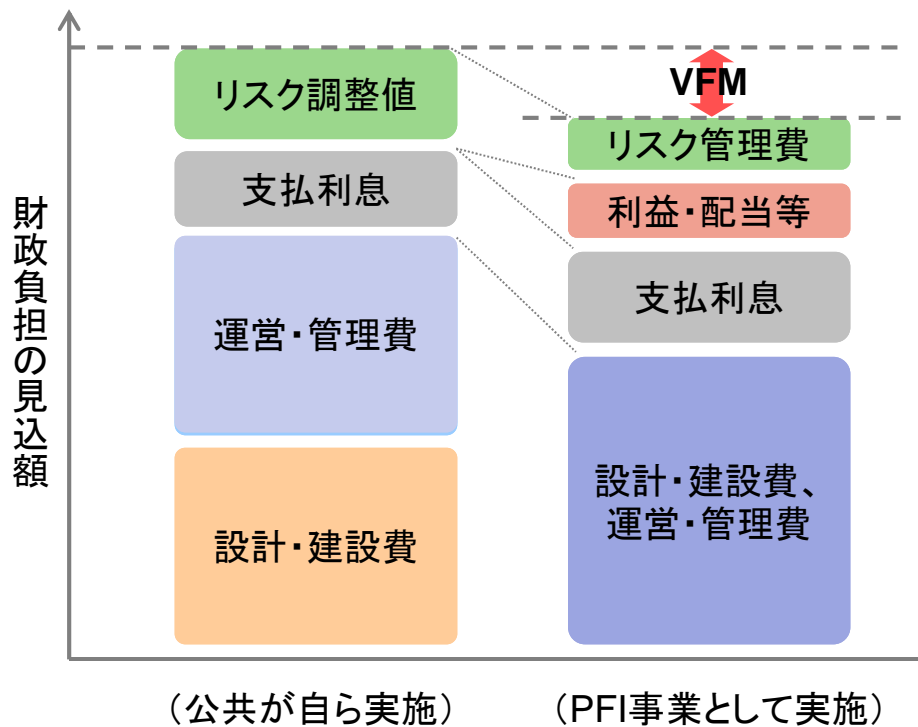 財政負担の見込額
リスク調整値
支払利息
運営・管理費
設計・建設費
VFM
リスク管理費
利益・配当等
支払利息
設計・建設費、
運営・管理費
（公共が自ら実施）
（PFI事業として実施）